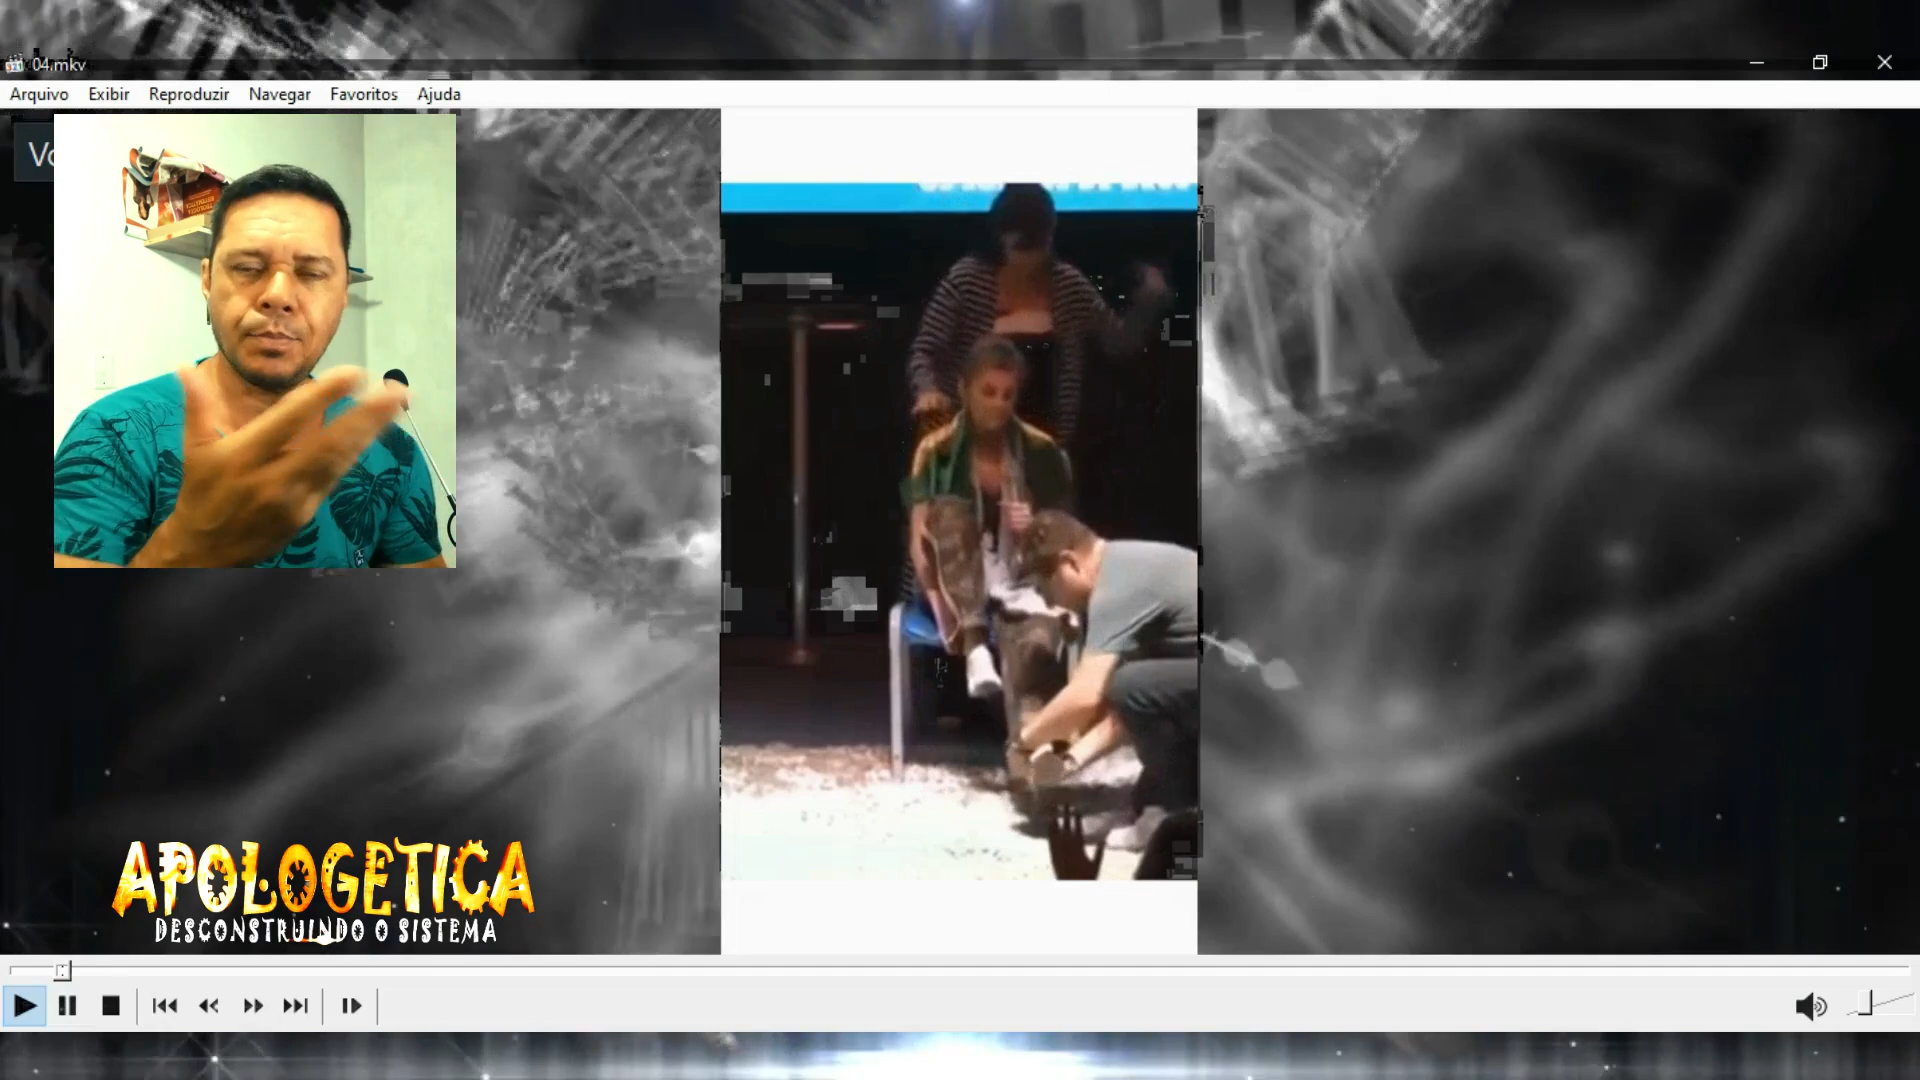 04.mkv
Arquivo Exibir Reproduzir Navegar Favoritos Ajuda
APOLOGETICA
DESCONSTRUINDO O SISTEMA